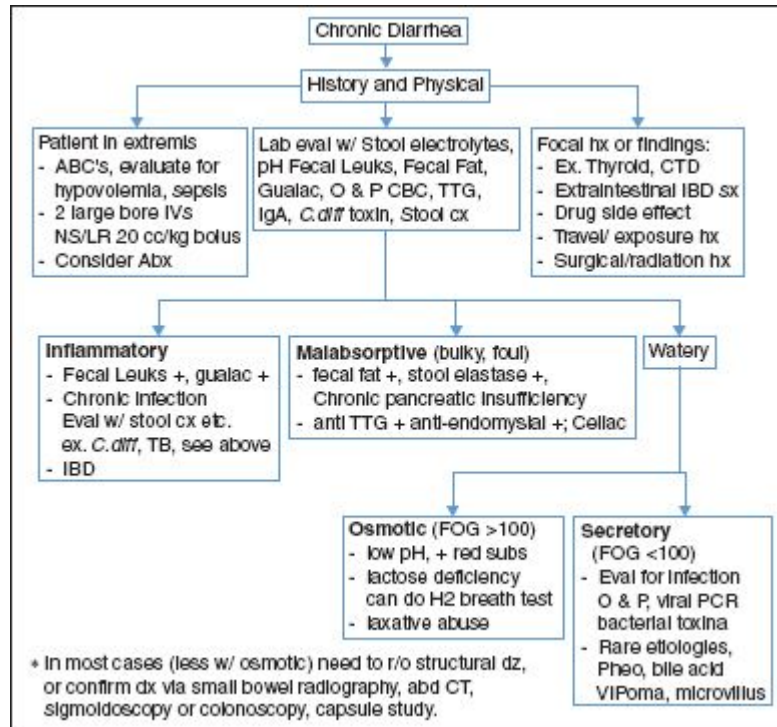 Chronic Diarrhea
History and Physical
Patient in extremis
- ABC's, evaluate for
hypovolemia, sepsis
- 2 large bore IVs
NS/LR 20 cc/kg bolus
- Consider Abx
Lab eval w/ Stool electrolytes,
pH Fecal Leuks, Fecal Fat,
Guaiac, O & P CBC, TTG,
IgA, C.diff toxin, Stool cx
Focal hx or findings:
- Ex. Thyroid, CTD
- Extraintestinal IBD sx
- Drug side effect
- Travel/ exposure hx
- Surgical/radiation hx
Inflammatory
- Fecal Leuks +, guaiac +
- Chronic infection
Eval w/ stool cx etc.
ex. C.diff, TB, see above
- IBD
Malabsorptive (bulky, foul)
- fecal fat +, stool elastase +,
Chronic pancreatic insufficiency
- anti TTG + anti-endomysial +; Celiac
Watery
Osmotic (FOG >100)
- low pH, + red subs
- lactose deficiency
can do H2 breath test
- laxative abuse
Secretory
(FOG <100)
- Eval for infection
O & P, viral PCR
bacterial toxina
- Rare etiologies,
Pheo, bile acid
VIPoma, microvillus
* In most cases (less w/ osmotic) need to r/o structural dz,
or confirm dx via small bowel radiography, abd CT,
sigmoidoscopy or colonoscopy, capsule study.